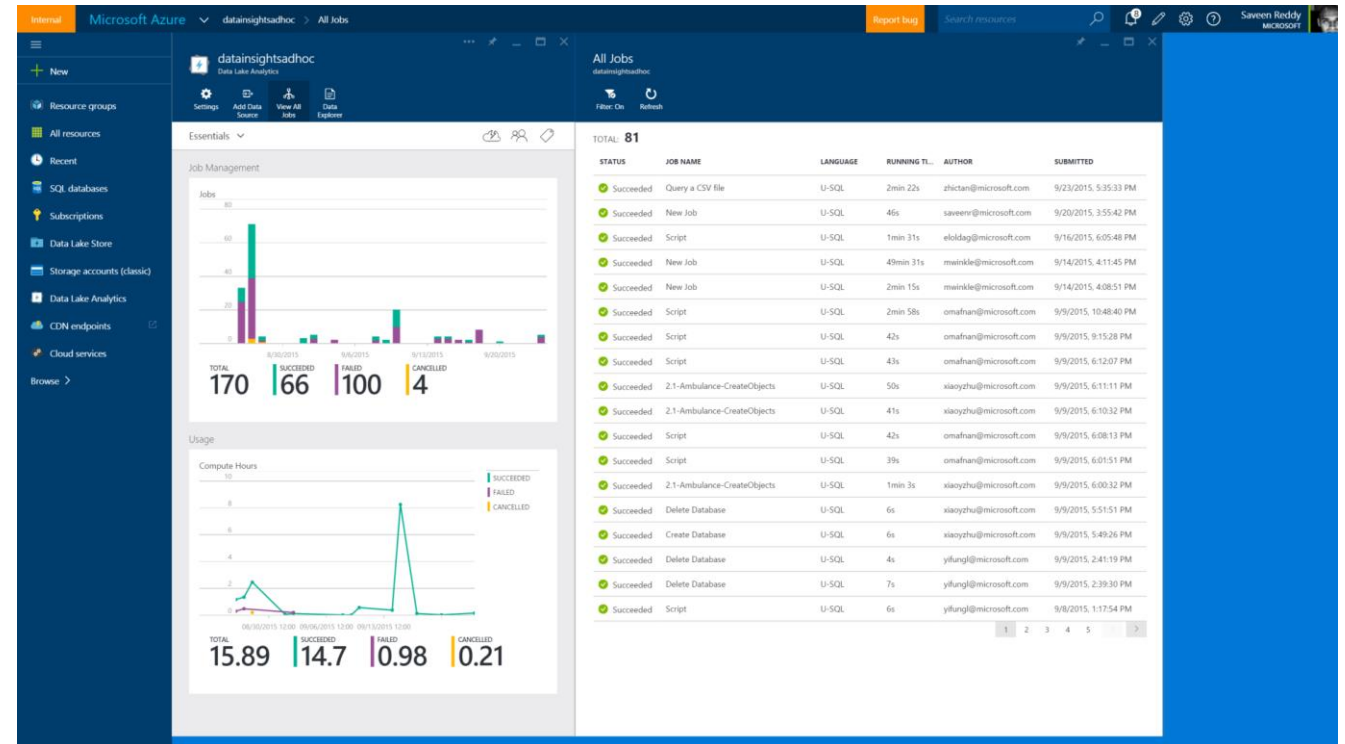 Internal Microsoft Azure datainsightsadhoc > All Jobs Report bug Search resources 8 Saveen Reddy
MICROSOFT
New
Resource groups
All resources
Recent
SQL databases
Subscriptions
Data Lake Store
Storage accounts (classic)
Data Lake Analytics
CDN endpoints
Cloud services
Browse >
datainsightsadhoc
Data Lake Analytics
Settings Add Data Source View All Jobs Data Explorer
Essentials
Job Management
Jobs
80
60
40
20
0
8/30/2015 9/6/2015 9/13/2015 9/20/2015
TOTAL SUCCEEDED FAILED CANCELLED
170 66 100 4
Usage
Compute Hours
10
8
6
4
2
0
SUCCEEDED
FAILED
CANCELLED
08/30/2015 12:00 09/06/2015 12:00 09/13/2015 12:00
TOTAL SUCCEEDED FAILED CANCELLED
15.89 14.7 0.98 0.21
All Jobs
datainsightsadhoc
Filter: On Refresh
TOTAL: 81
STATUS JOB NAME LANGUAGE RUNNING TI... AUTHOR SUBMITTED
Succeeded Query a CSV file U-SQL 2min 22s zhictan@microsoft.com 9/23/2015, 5:35:33 PM
Succeeded New Job U-SQL 46s saveenr@microsoft.com 9/20/2015, 3:55:42 PM
Succeeded Script U-SQL 1min 31s eloldag@microsoft.com 9/16/2015, 6:05:48 PM
Succeeded New Job U-SQL 49min 31s mwinkle@microsoft.com 9/14/2015, 4:11:45 PM
Succeeded New Job U-SQL 2min 15s mwinkle@microsoft.com 9/14/2015, 4:08:51 PM
Succeeded Script U-SQL 2min 58s omafnan@microsoft.com 9/9/2015, 10:48:40 PM
Succeeded Script U-SQL 42s omafnan@microsoft.com 9/9/2015, 9:15:28 PM
Succeeded Script U-SQL 43s omafnan@microsoft.com 9/9/2015, 6:12:07 PM
Succeeded 2.1-Ambulance-CreateObjects U-SQL 50s xiaoyzhu@microsoft.com 9/9/2015, 6:11:11 PM
Succeeded 2.1-Ambulance-CreateObjects U-SQL 41s xiaoyzhu@microsoft.com 9/9/2015, 6:10:32 PM
Succeeded Script U-SQL 42s omafnan@microsoft.com 9/9/2015, 6:08:13 PM
Succeeded Script U-SQL 39s omafnan@microsoft.com 9/9/2015, 6:01:51 PM
Succeeded 2.1-Ambulance-CreateObjects U-SQL 1min 3s xiaoyzhu@microsoft.com 9/9/2015, 6:00:32 PM
Succeeded Delete Database U-SQL 6s xiaoyzhu@microsoft.com 9/9/2015, 5:51:51 PM
Succeeded Create Database U-SQL 6s xiaoyzhu@microsoft.com 9/9/2015, 5:49:26 PM
Succeeded Delete Database U-SQL 4s yifungl@microsoft.com 9/9/2015, 2:41:19 PM
Succeeded Delete Database U-SQL 7s yifungl@microsoft.com 9/9/2015, 2:39:30 PM
Succeeded Script U-SQL 6s yifungl@microsoft.com 9/8/2015, 1:17:54 PM
1 2 3 4 5 >